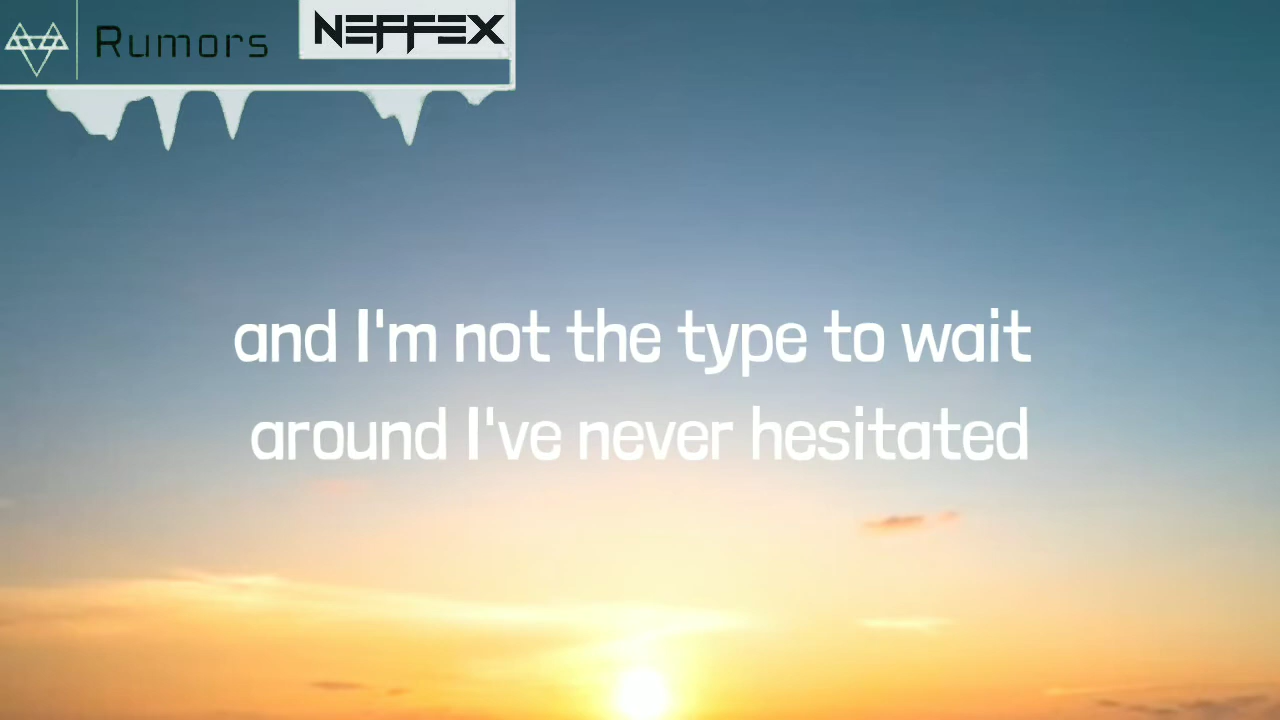 Rumors
NEFFEX
and I'm not the type to wait
around I've never hesitated